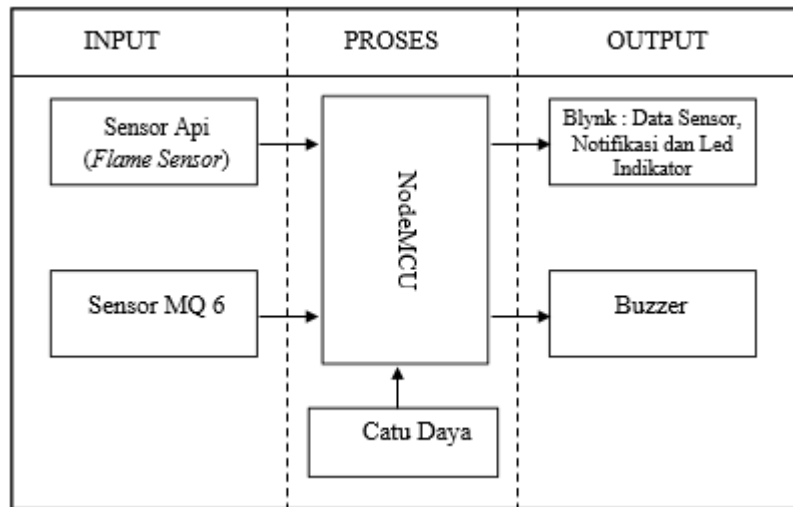 INPUT
PROSES
OUTPUT
Sensor Api
(Flame Sensor)
NodeMCU
Blynk : Data Sensor,
Notifikasi dan Led
Indikator
Sensor MQ 6
Buzzer
Catu Daya